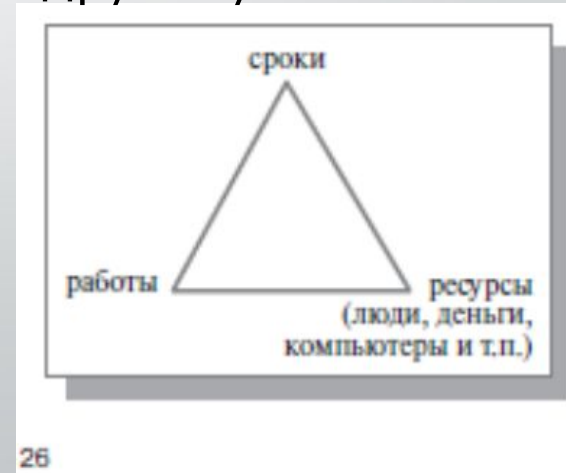 сроки
работы
ресурсы
(люди, деньги,
компьютеры и т.п.)
26